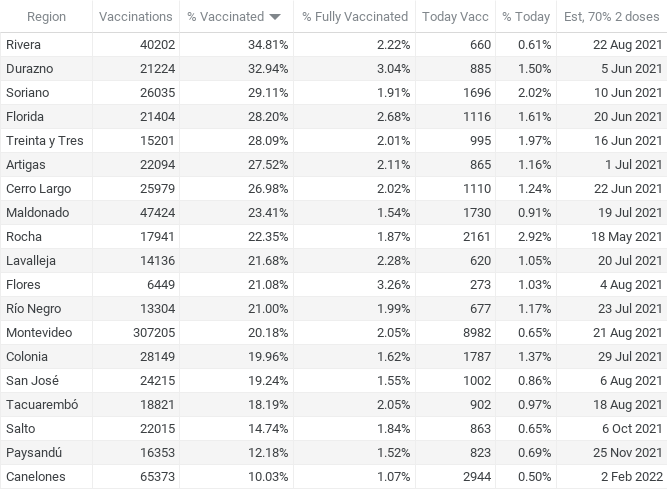 Region Vaccinations % Vaccinated % Fully Vaccinated Today Vacc % Today Est, 70% 2 doses
Rivera 40202 34.81% 2.22% 660 0.61% 22 Aug 2021
Durazno 21224 32.94% 3.04% 885 1.50% 5 Jun 2021
Soriano 26035 29.11% 1.91% 1696 2.02% 10 Jun 2021
Florida 21404 28.20% 2.68% 1116 1.61% 20 Jun 2021
Treinta y Tres 15201 28.09% 2.01% 995 1.97% 16 Jun 2021
Artigas 22094 27.52% 2.11% 865 1.16% 1 Jul 2021
Cerro Largo 25979 26.98% 2.02% 1110 1.24% 22 Jun 2021
Maldonado 47424 23.41% 1.54% 1730 0.91% 19 Jul 2021
Rocha 17941 22.35% 1.87% 2161 2.92% 18 May 2021
Lavalleja 14136 21.68% 2.28% 620 1.05% 20 Jul 2021
Flores 6449 21.08% 3.26% 273 1.03% 4 Aug 2021
Río Negro 13304 21.00% 1.99% 677 1.17% 23 Jul 2021
Montevideo 307205 20.18% 2.05% 8982 0.65% 21 Aug 2021
Colonia 28149 19.96% 1.62% 1787 1.37% 29 Jul 2021
San José 24215 19.24% 1.55% 1002 0.86% 6 Aug 2021
Tacuarembó 18821 18.19% 2.05% 902 0.97% 18 Aug 2021
Salto 22015 14.74% 1.84% 863 0.65% 6 Oct 2021
Paysandú 16353 12.18% 1.52% 823 0.69% 25 Nov 2021
Canelones 65373 10.03% 1.07% 2944 0.50% 2 Feb 2022